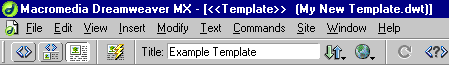 Macromedia Dreamweaver MX - [<<Template>> (My New Template.dwt)]
File Edit View Insert Modify Text Commands Site Window Help
Title: Example Template <?>